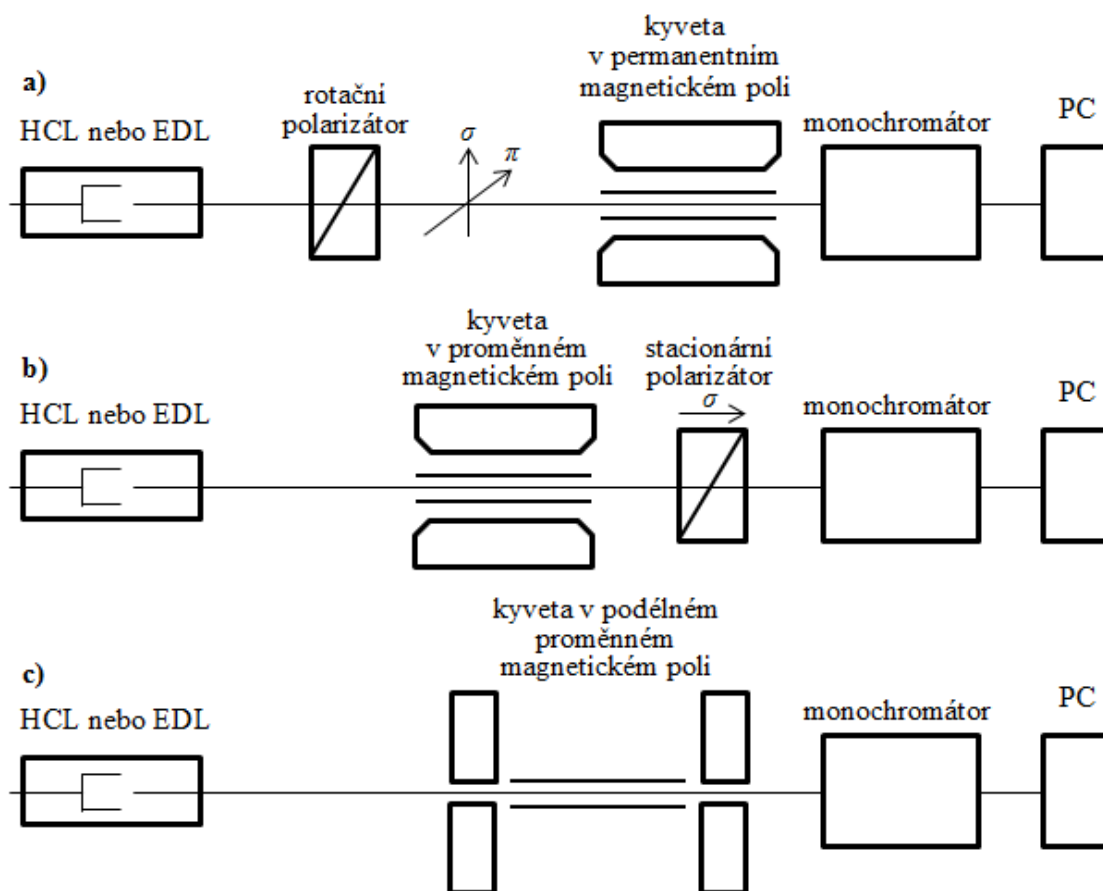 a)
HCL nebo EDL
rotační
polarizátor
σ
π
kyveta
v permanentním
magnetickém poli
monochromátor
PC
b)
HCL nebo EDL
kyveta
v proměnném
magnetickém poli
stacionární
polarizátor
σ
monochromátor
PC
c)
HCL nebo EDL
kyveta v podélném
proměnném
magnetickém poli
monochromátor
PC